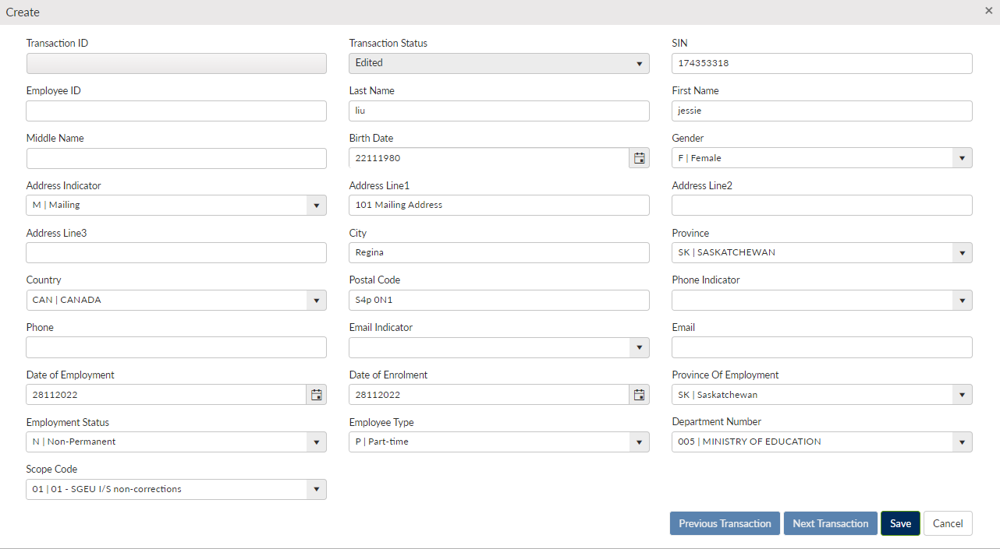 Create
Transaction ID Transaction Status SIN
Edited 174353318
Employee ID Last Name First Name
liu jessie
Middle Name Birth Date Gender
22111980 F | Female
Address Indicator Address Line1 Address Line2
M | Mailing 101 Mailing Address
Address Line3 City Province
Regina SK | SASKATCHEWAN
Country Postal Code Phone Indicator
CAN | CANADA S4p 0N1
Phone Email Indicator Email
Date of Employment Date of Enrolment Province Of Employment
28112022 28112022 SK | Saskatchewan
Employment Status Employee Type Department Number
N | Non-Permanent P | Part-time 005 | MINISTRY OF EDUCATION
Scope Code
01 | 01 - SGEU I/S non-corrections
Previous Transaction Next Transaction Save Cancel